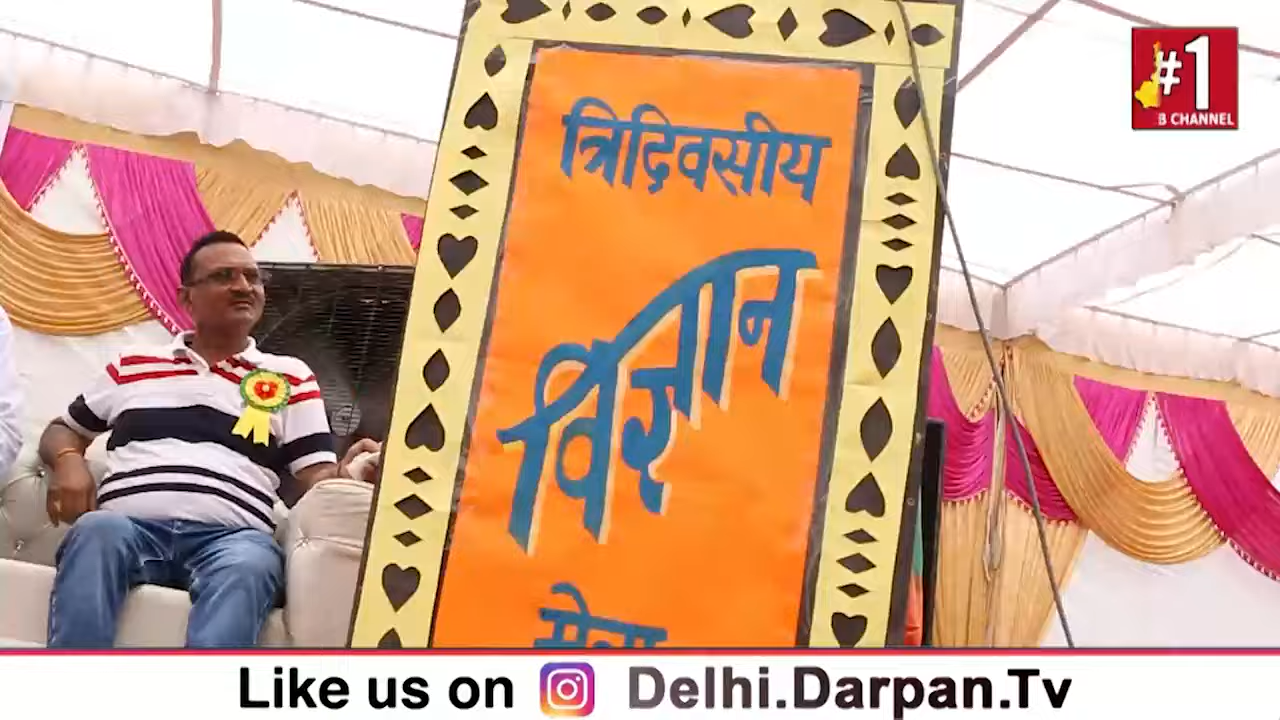 त्रिदिवसीय
विज्ञान
मेला
#1
B CHANNEL
Like us on Delhi.Darpan.Tv